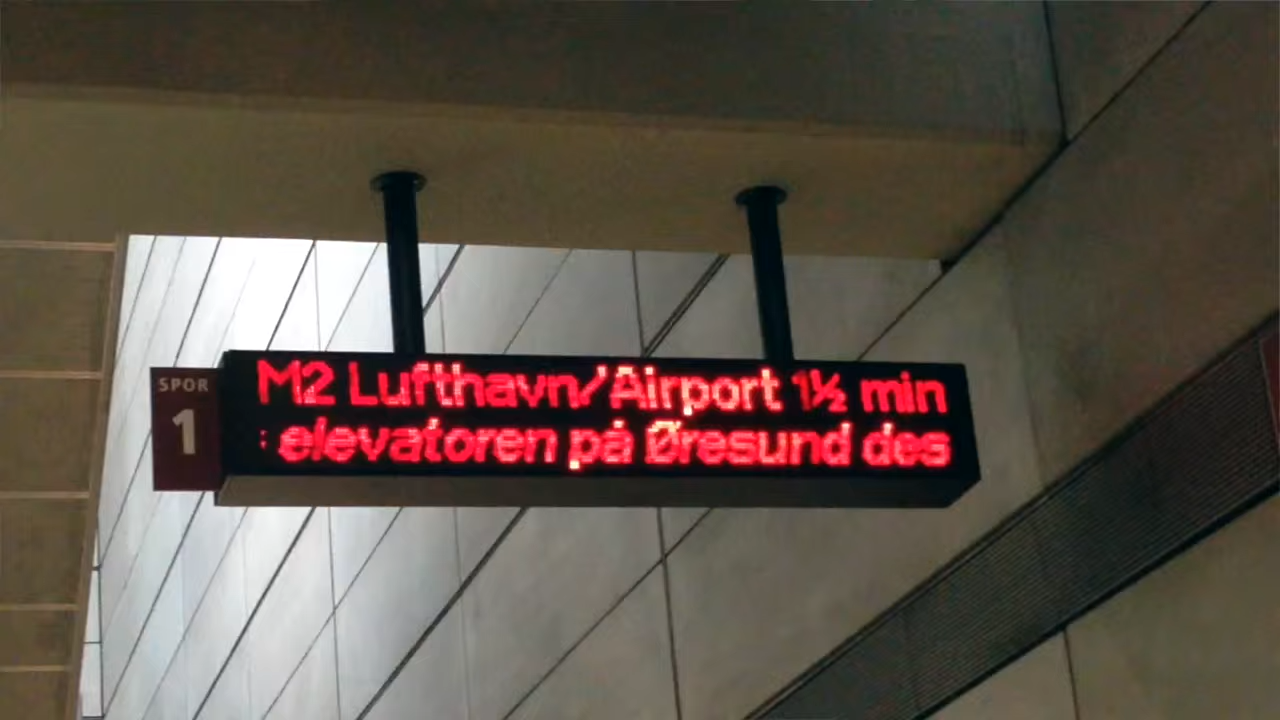 SPOR
1
M2 Lufthavn/Airport 1½ min
: elevatoren på Øresund des